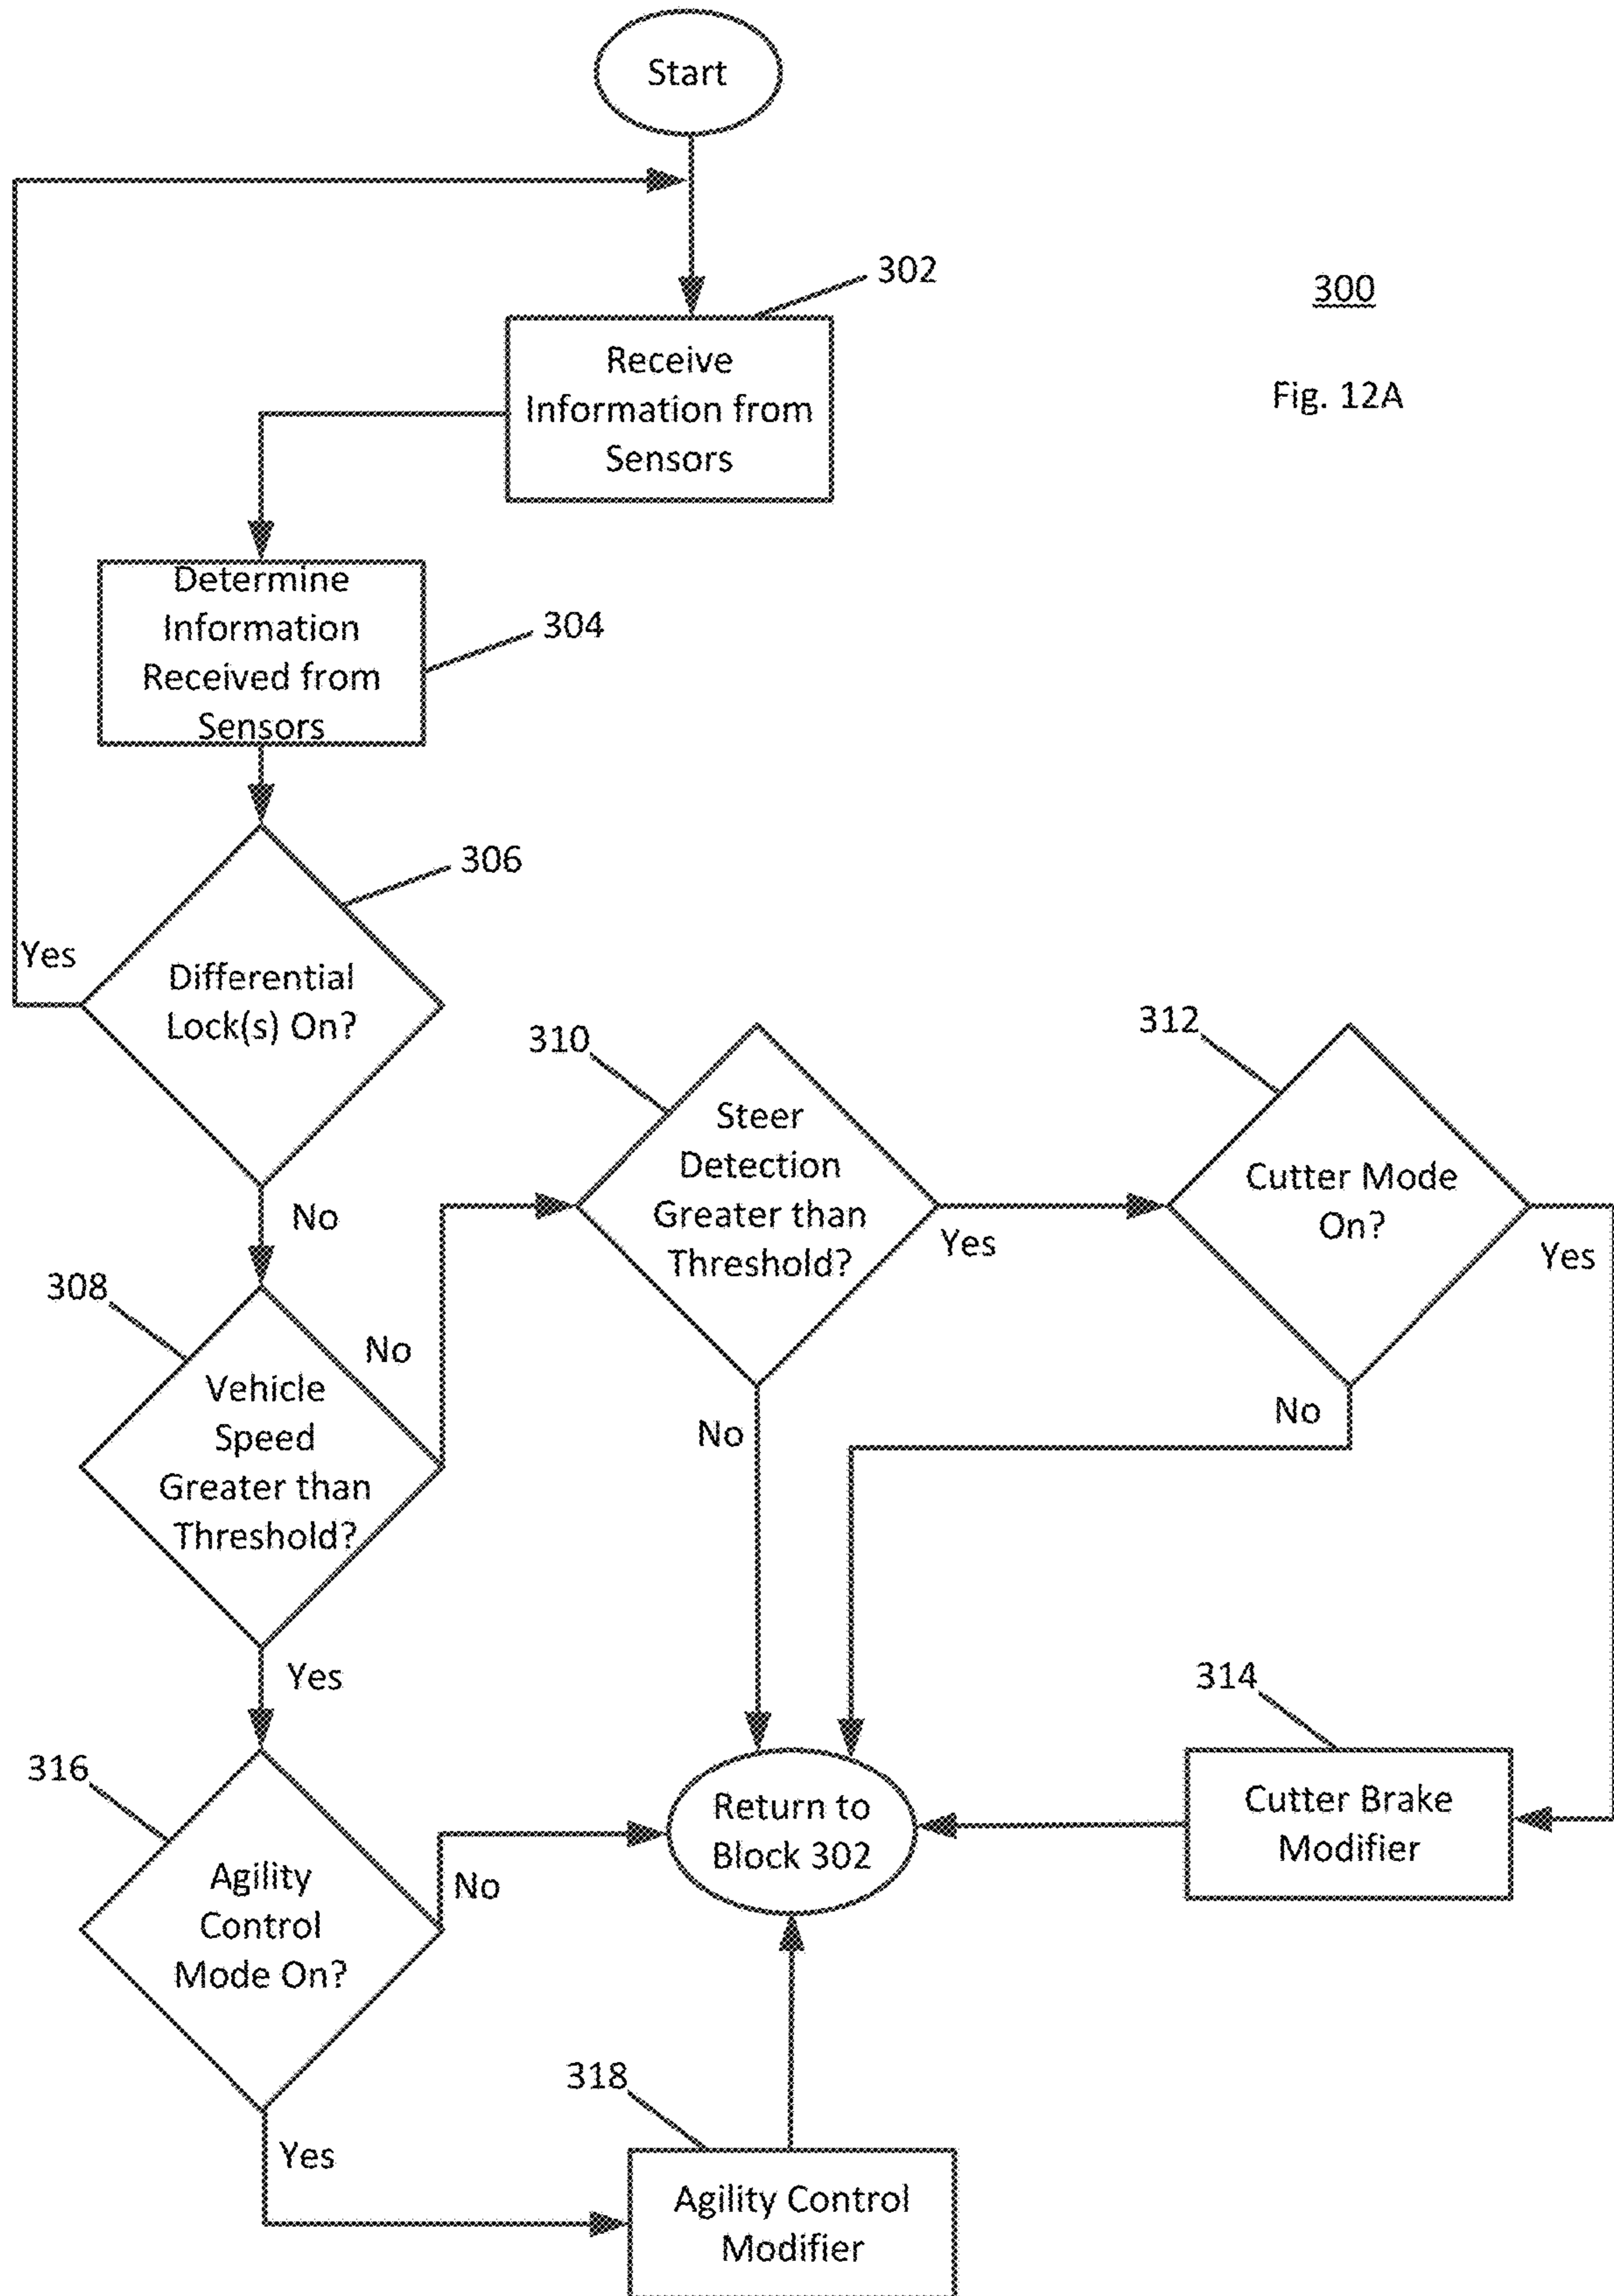 Start
302
300
Receive
Information from
Sensors
Fig. 12A
Determine
Information
Received from
Sensors
304
306
Yes
Differential
Lock(s) On?
310
312
Steer
Detection
Greater than
Threshold?
Cutter Mode
On?
No
Yes
Yes
308
No
Vehicle
Speed
Greater than
Threshold?
No
No
Yes
314
316
Return to
Block 302
Cutter Brake
Modifier
Agility
Control
Mode On?
No
318
Yes
Agility Control
Modifier